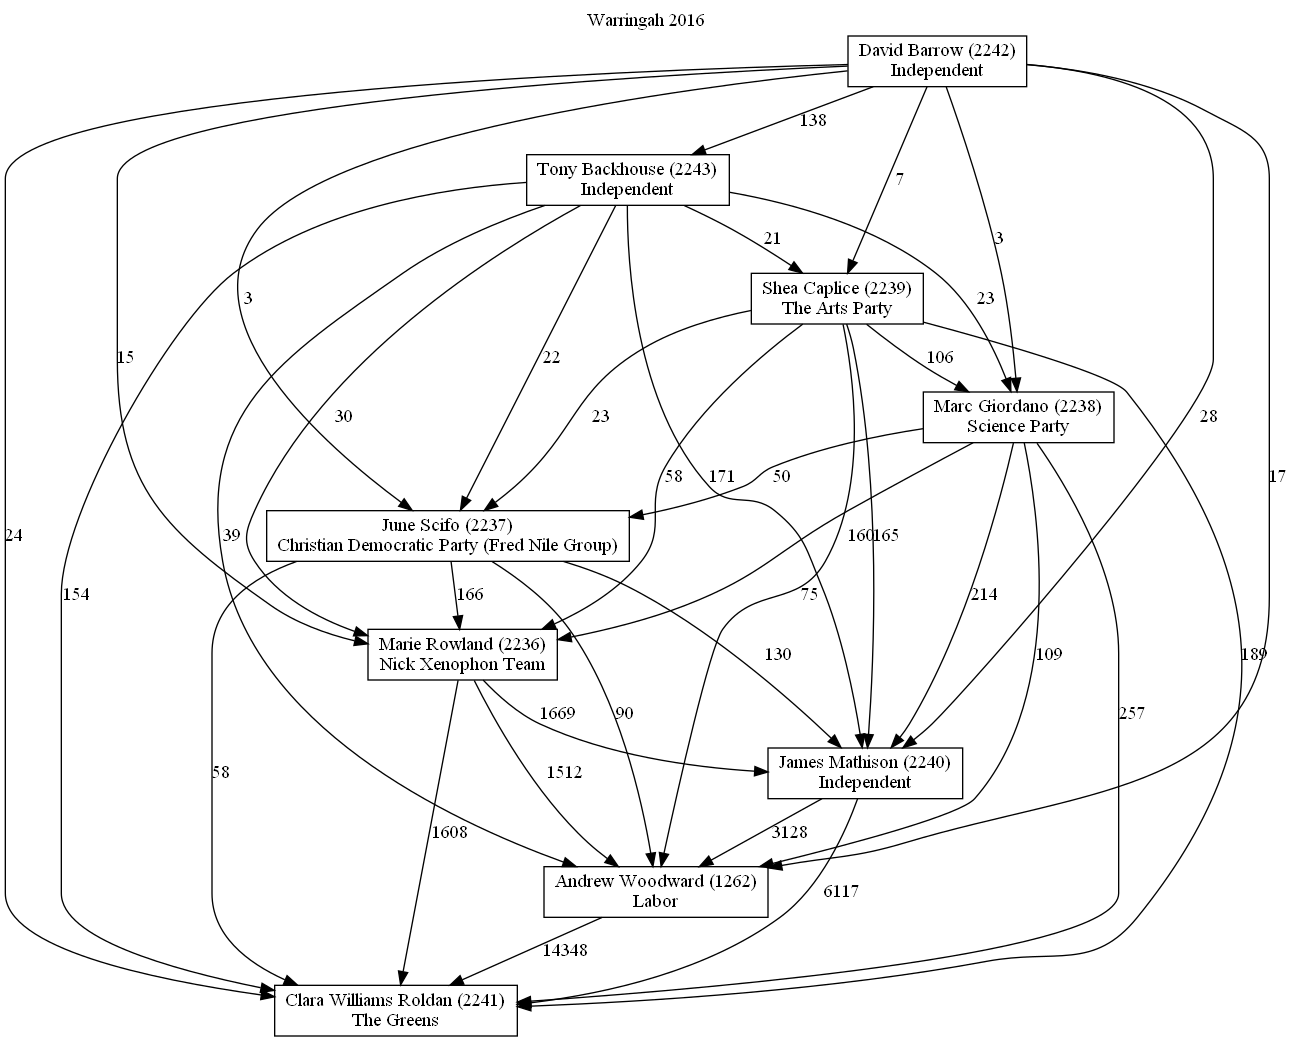 Warringah 2016
David Barrow (2242)
Independent
138
Tony Backhouse (2243)
Independent
7
21
3
Shea Caplice (2239)
The Arts Party
3
23
15
22
106
Marc Giordano (2238)
Science Party
30
23
28
58
171
50
17
June Scifo (2237)
Christian Democratic Party (Fred Nile Group)
24
39
160
165
154
166
75
214
Marie Rowland (2236)
Nick Xenophon Team
130
109
189
1669
90
257
James Mathison (2240)
Independent
58
1512
1608
3128
Andrew Woodward (1262)
Labor
6117
14348
Clara Williams Roldan (2241)
The Greens